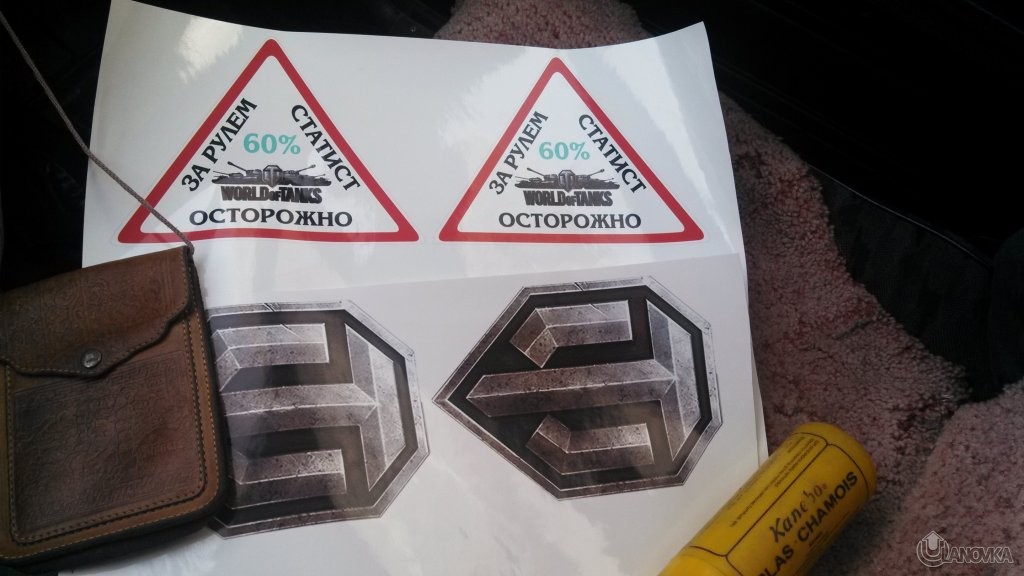 ЗА РУЛЕМ
СТАТИСТ
60%
WORLD OF TANKS
ОСТОРОЖНО
ЗА РУЛЕМ
СТАТИСТ
60%
WORLD OF TANKS
ОСТОРОЖНО
Kanebo
PLAS CHAMOIS
ULANOVKA